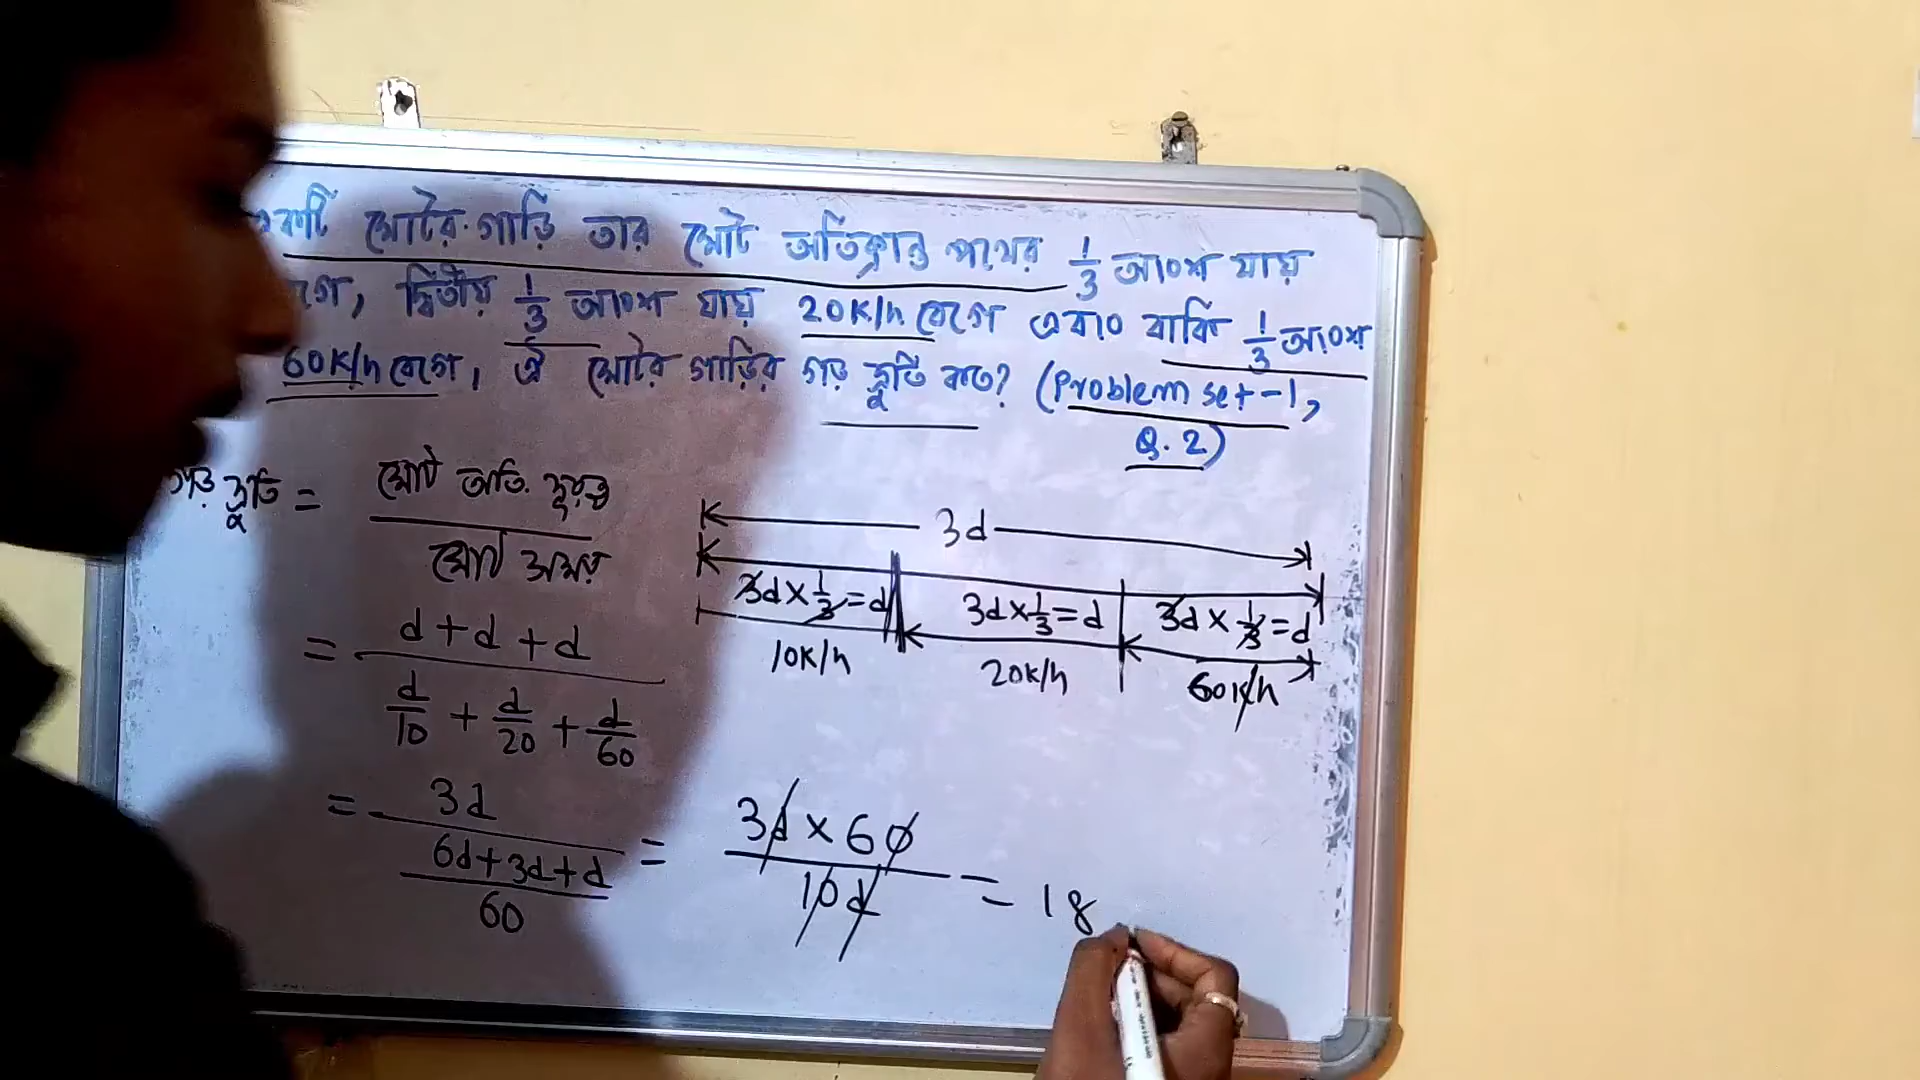 মোটর গাড়ি তার মোট অতিক্রান্ত পথের 1/3 অংশ যায়
দ্বিতীয় 1/3 অংশ যায় 20K/h বেগে এবং বাকি 1/3 অংশ
60K/h বেগে, ঐ মোটর গাড়ির গড় দ্রুতি কত? (Problem set-1,
Q.2)
দ্রুতি = মোট অতি. দূরত্ব / মোট সময়
= d+d+d / d/10 + d/20 + d/60
= 3d / (6d+3d+d / 60) = 3d x 60 / 10d = 18
3d
3d x 1/3 = d 3d x 1/3 = d 3d x 1/3 = d
10K/h 20K/h 60K/h